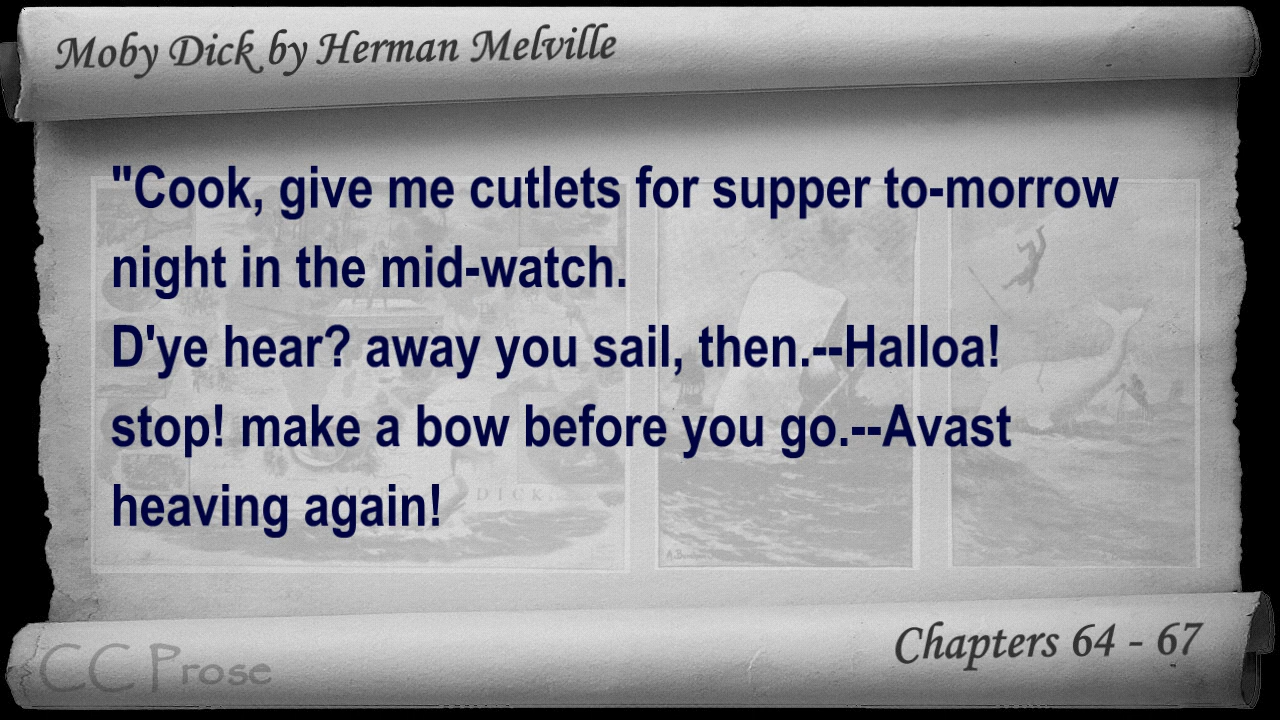 Moby Dick by Herman Melville
"Cook, give me cutlets for supper to-morrow
night in the mid-watch.
D'ye hear? away you sail, then.--Halloa!
stop! make a bow before you go.--Avast
heaving again!
DICK
Chapters 64 - 67
CC Prose